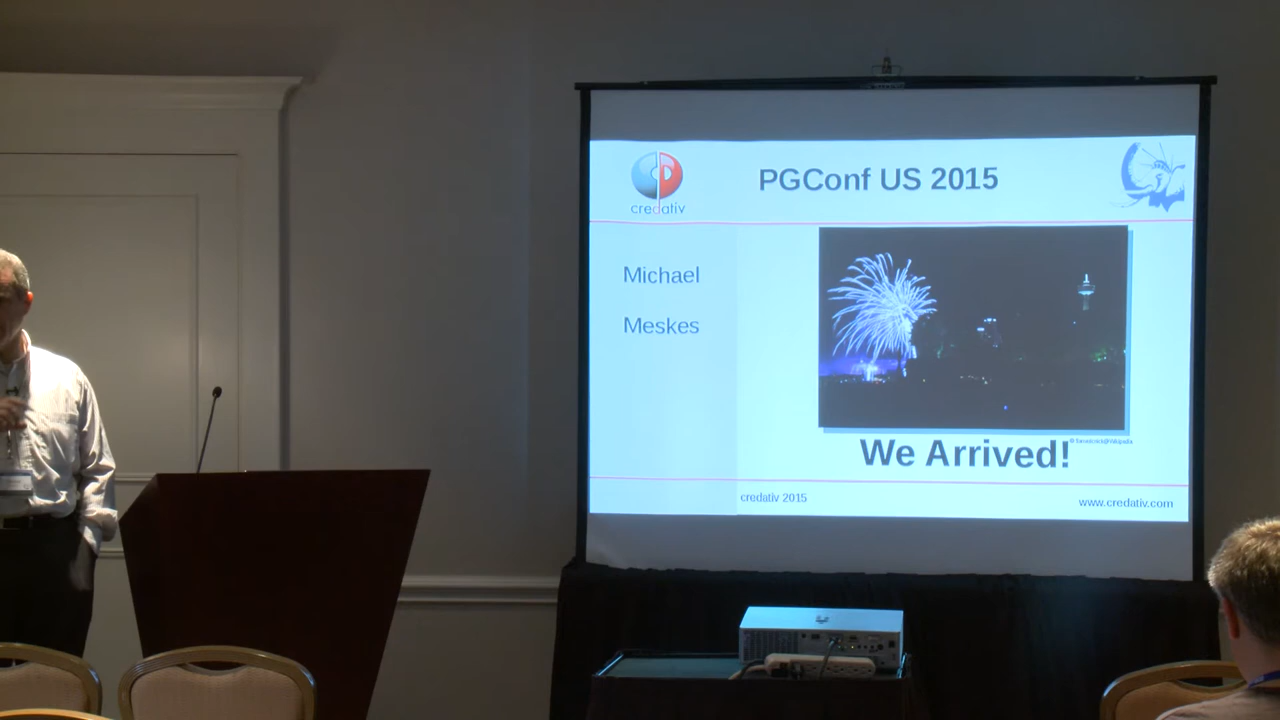 PGConf US 2015
credativ
Michael
Meskes
We Arrived!
credativ 2015
www.credativ.com